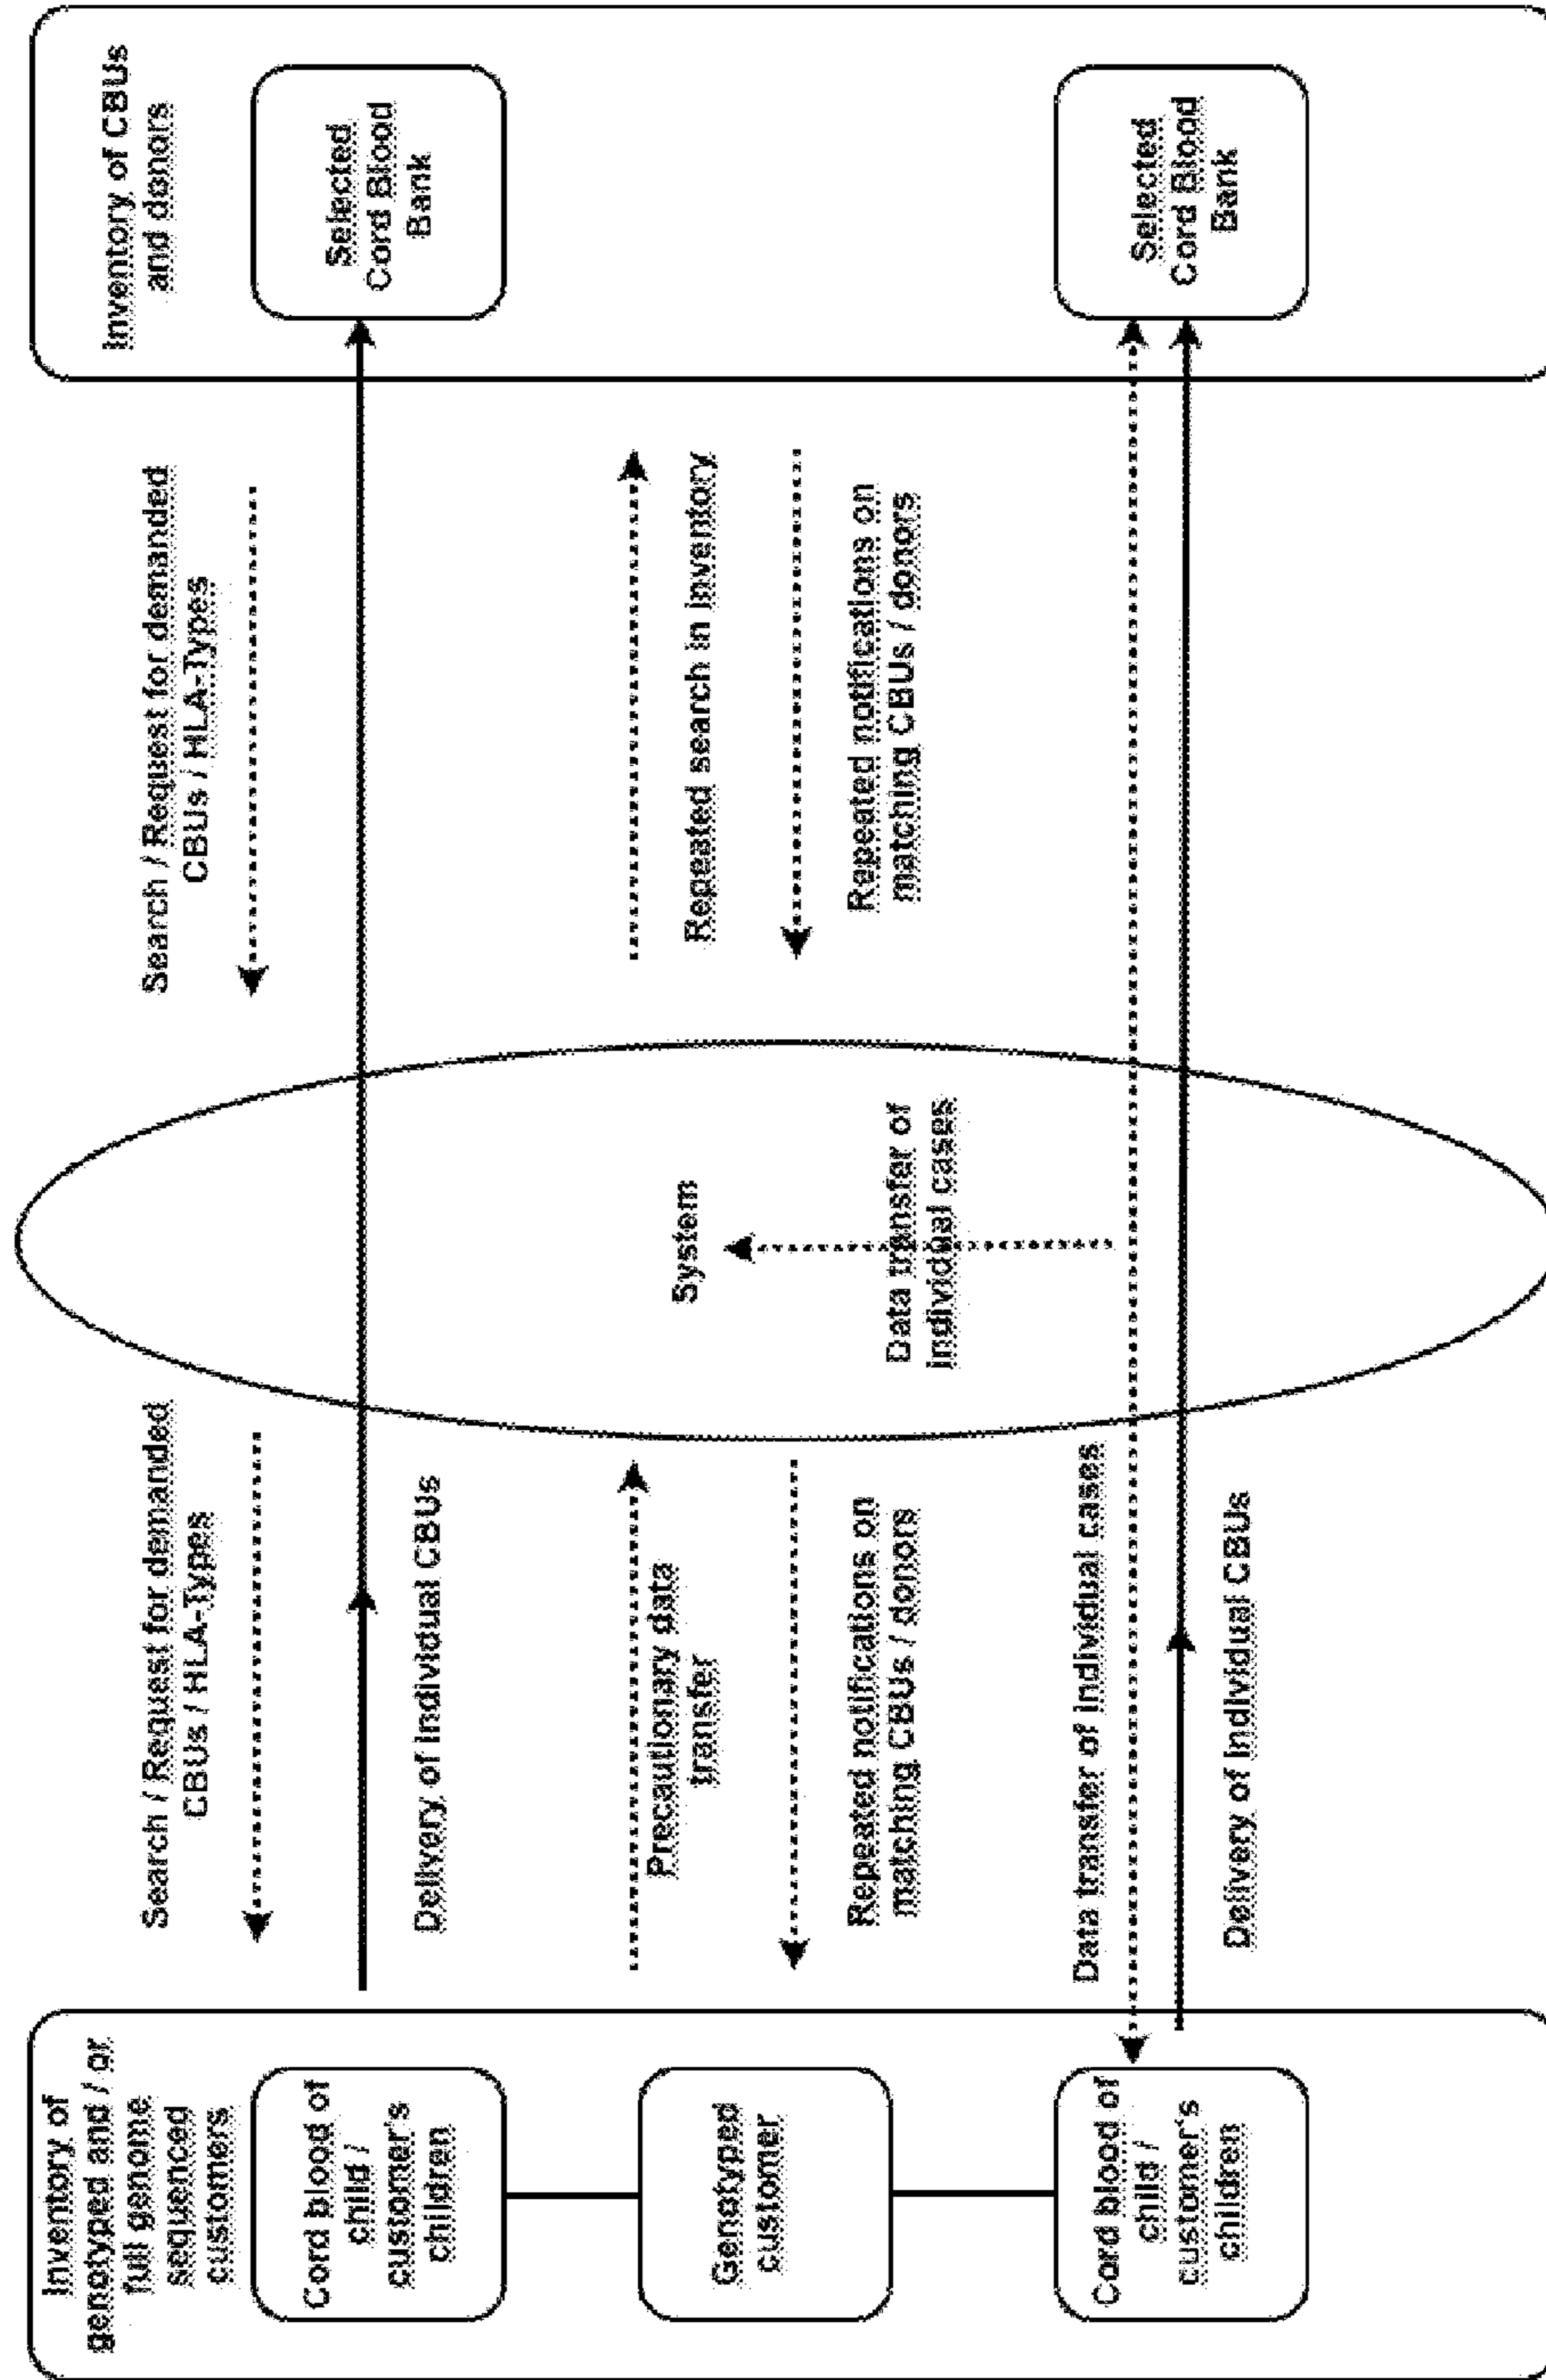 Inventory of
genotyped and / or
full genome
sequenced
customers
Cord blood of
child /
customer's
children
Genotyped
customer
Cord blood of
child /
customer's
children
Search / Request for demanded
CBUs / HLA-Types
Delivery of individual CBUs
Precautionary data
transfer
Repeated notifications on
matching CBUs / donors
Data transfer of individual cases
Delivery of individual CBUs
System
Data transfer of
individual cases
Search / Request for demanded
CBUs / HLA-Types
Repeated search in inventory
Repeated notifications on
matching CBUs / donors
Inventory of CBUs
and donors
Selected
Cord Blood
Bank
Selected
Cord Blood
Bank